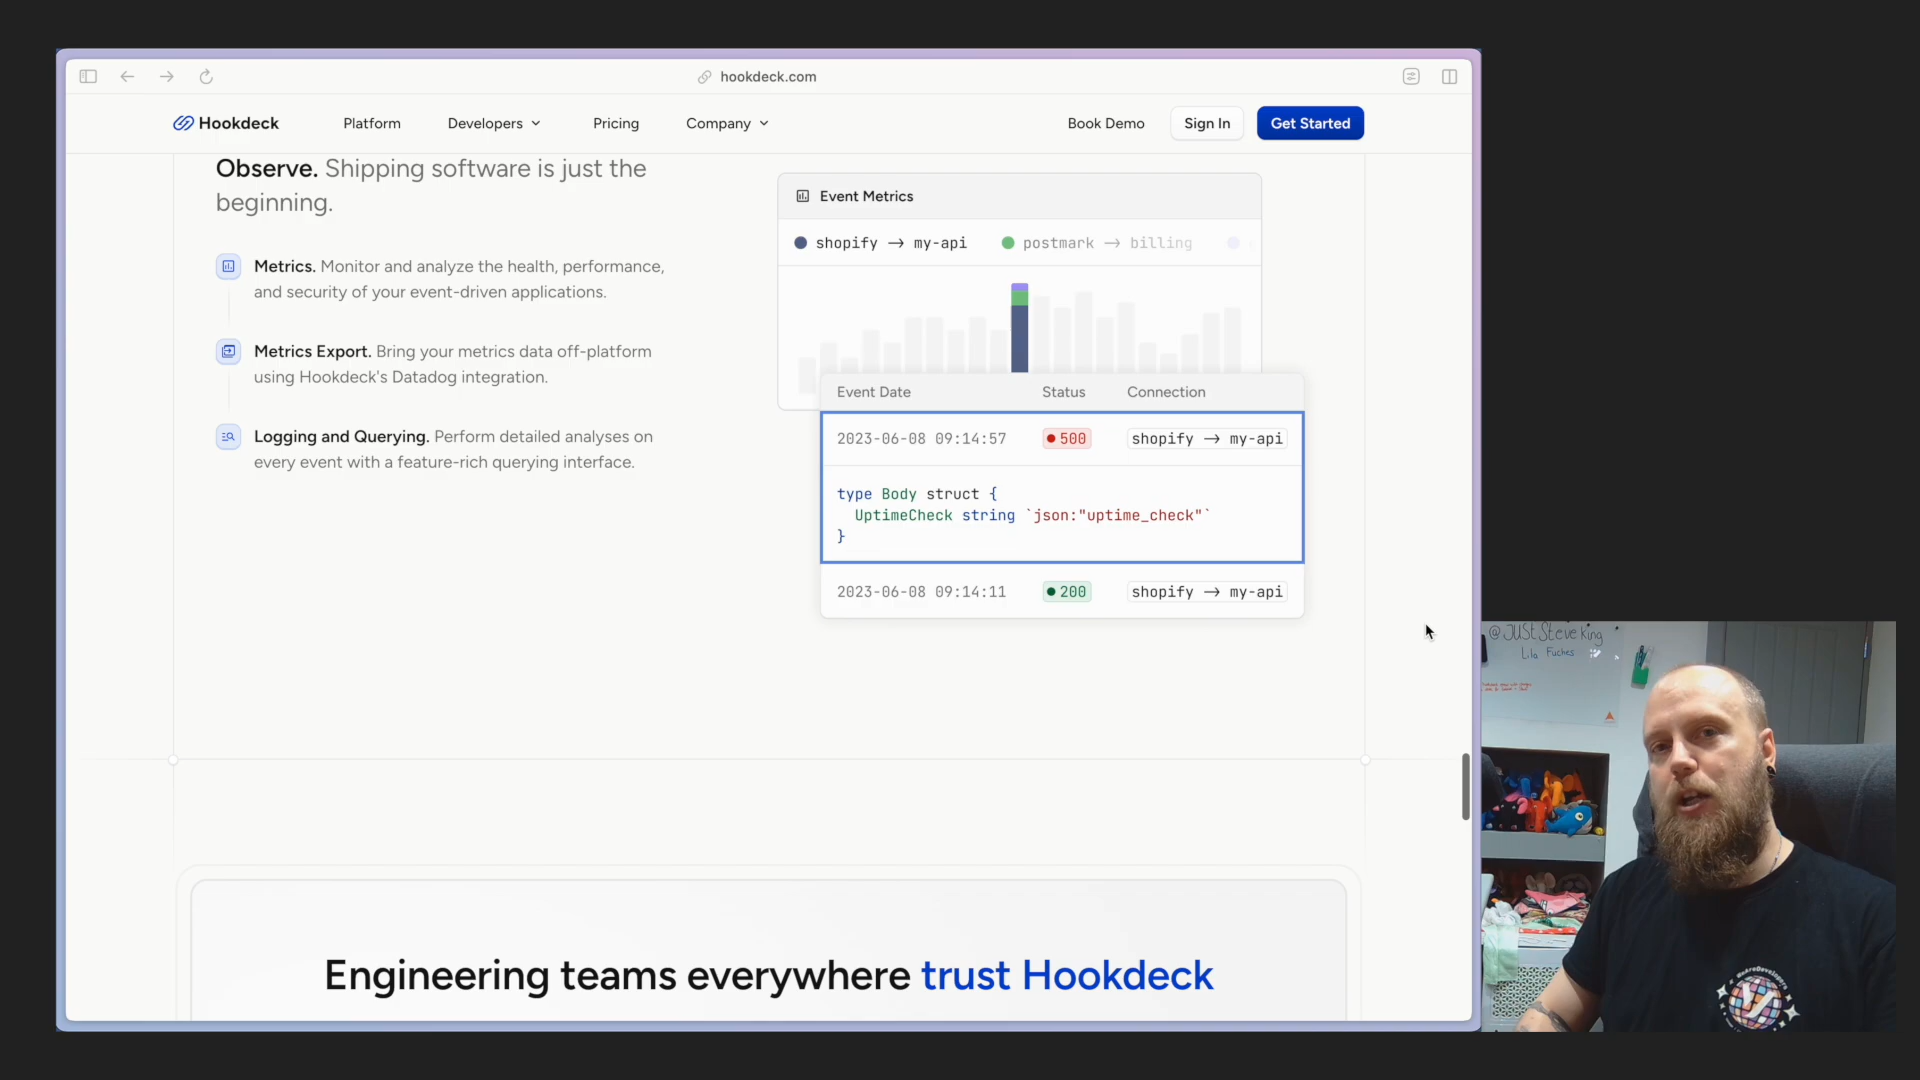 hookdeck.com
Hookdeck Platform Developers Pricing Company Book Demo Sign In Get Started
Observe. Shipping software is just the
beginning.
Metrics. Monitor and analyze the health, performance,
and security of your event-driven applications.
Metrics Export. Bring your metrics data off-platform
using Hookdeck's Datadog integration.
Logging and Querying. Perform detailed analyses on
every event with a feature-rich querying interface.
Event Metrics
shopify → my-api postmark → billing
Event Date Status Connection
2023-06-08 09:14:57 500 shopify → my-api
type Body struct {
UptimeCheck string `json:"uptime_check"`
}
2023-06-08 09:14:11 200 shopify → my-api
Engineering teams everywhere trust Hookdeck
@JUSTSteveking